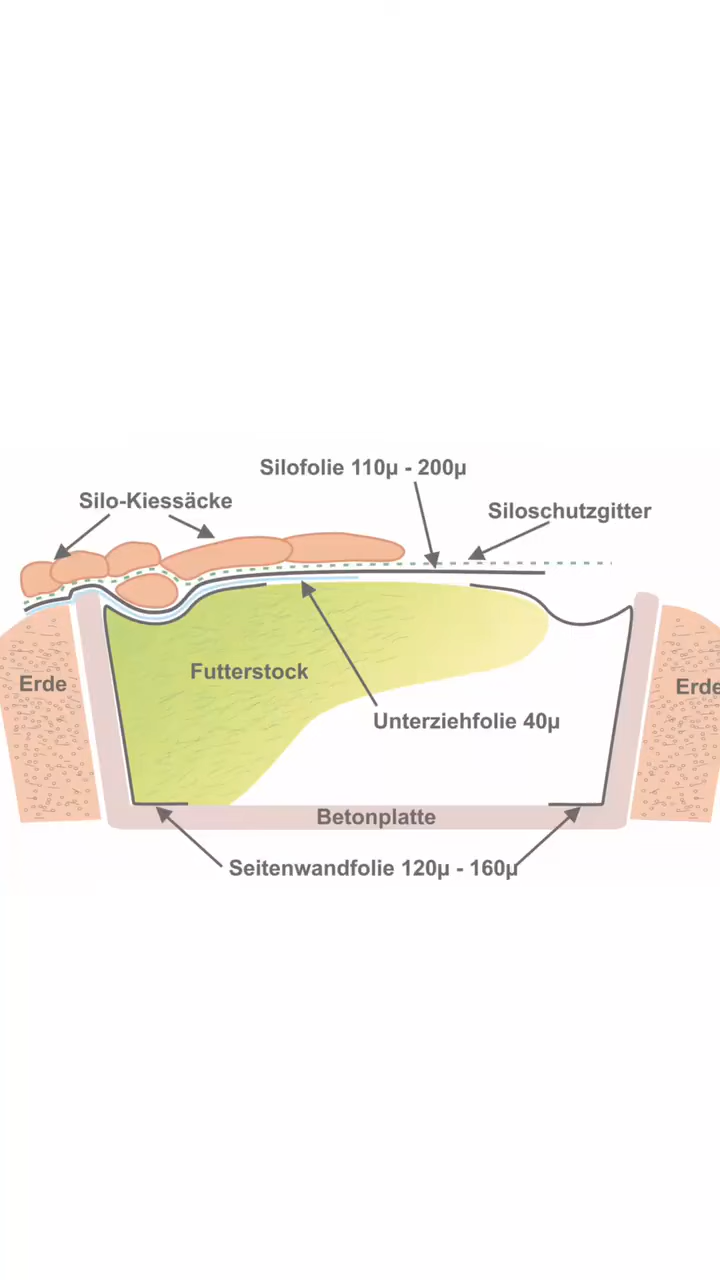 Silofolie 110µ - 200µ
Silo-Kiessäcke
Siloschutzgitter
Futterstock
Erde
Erde
Unterziehfolie 40µ
Betonplatte
Seitenwandfolie 120µ - 160µ